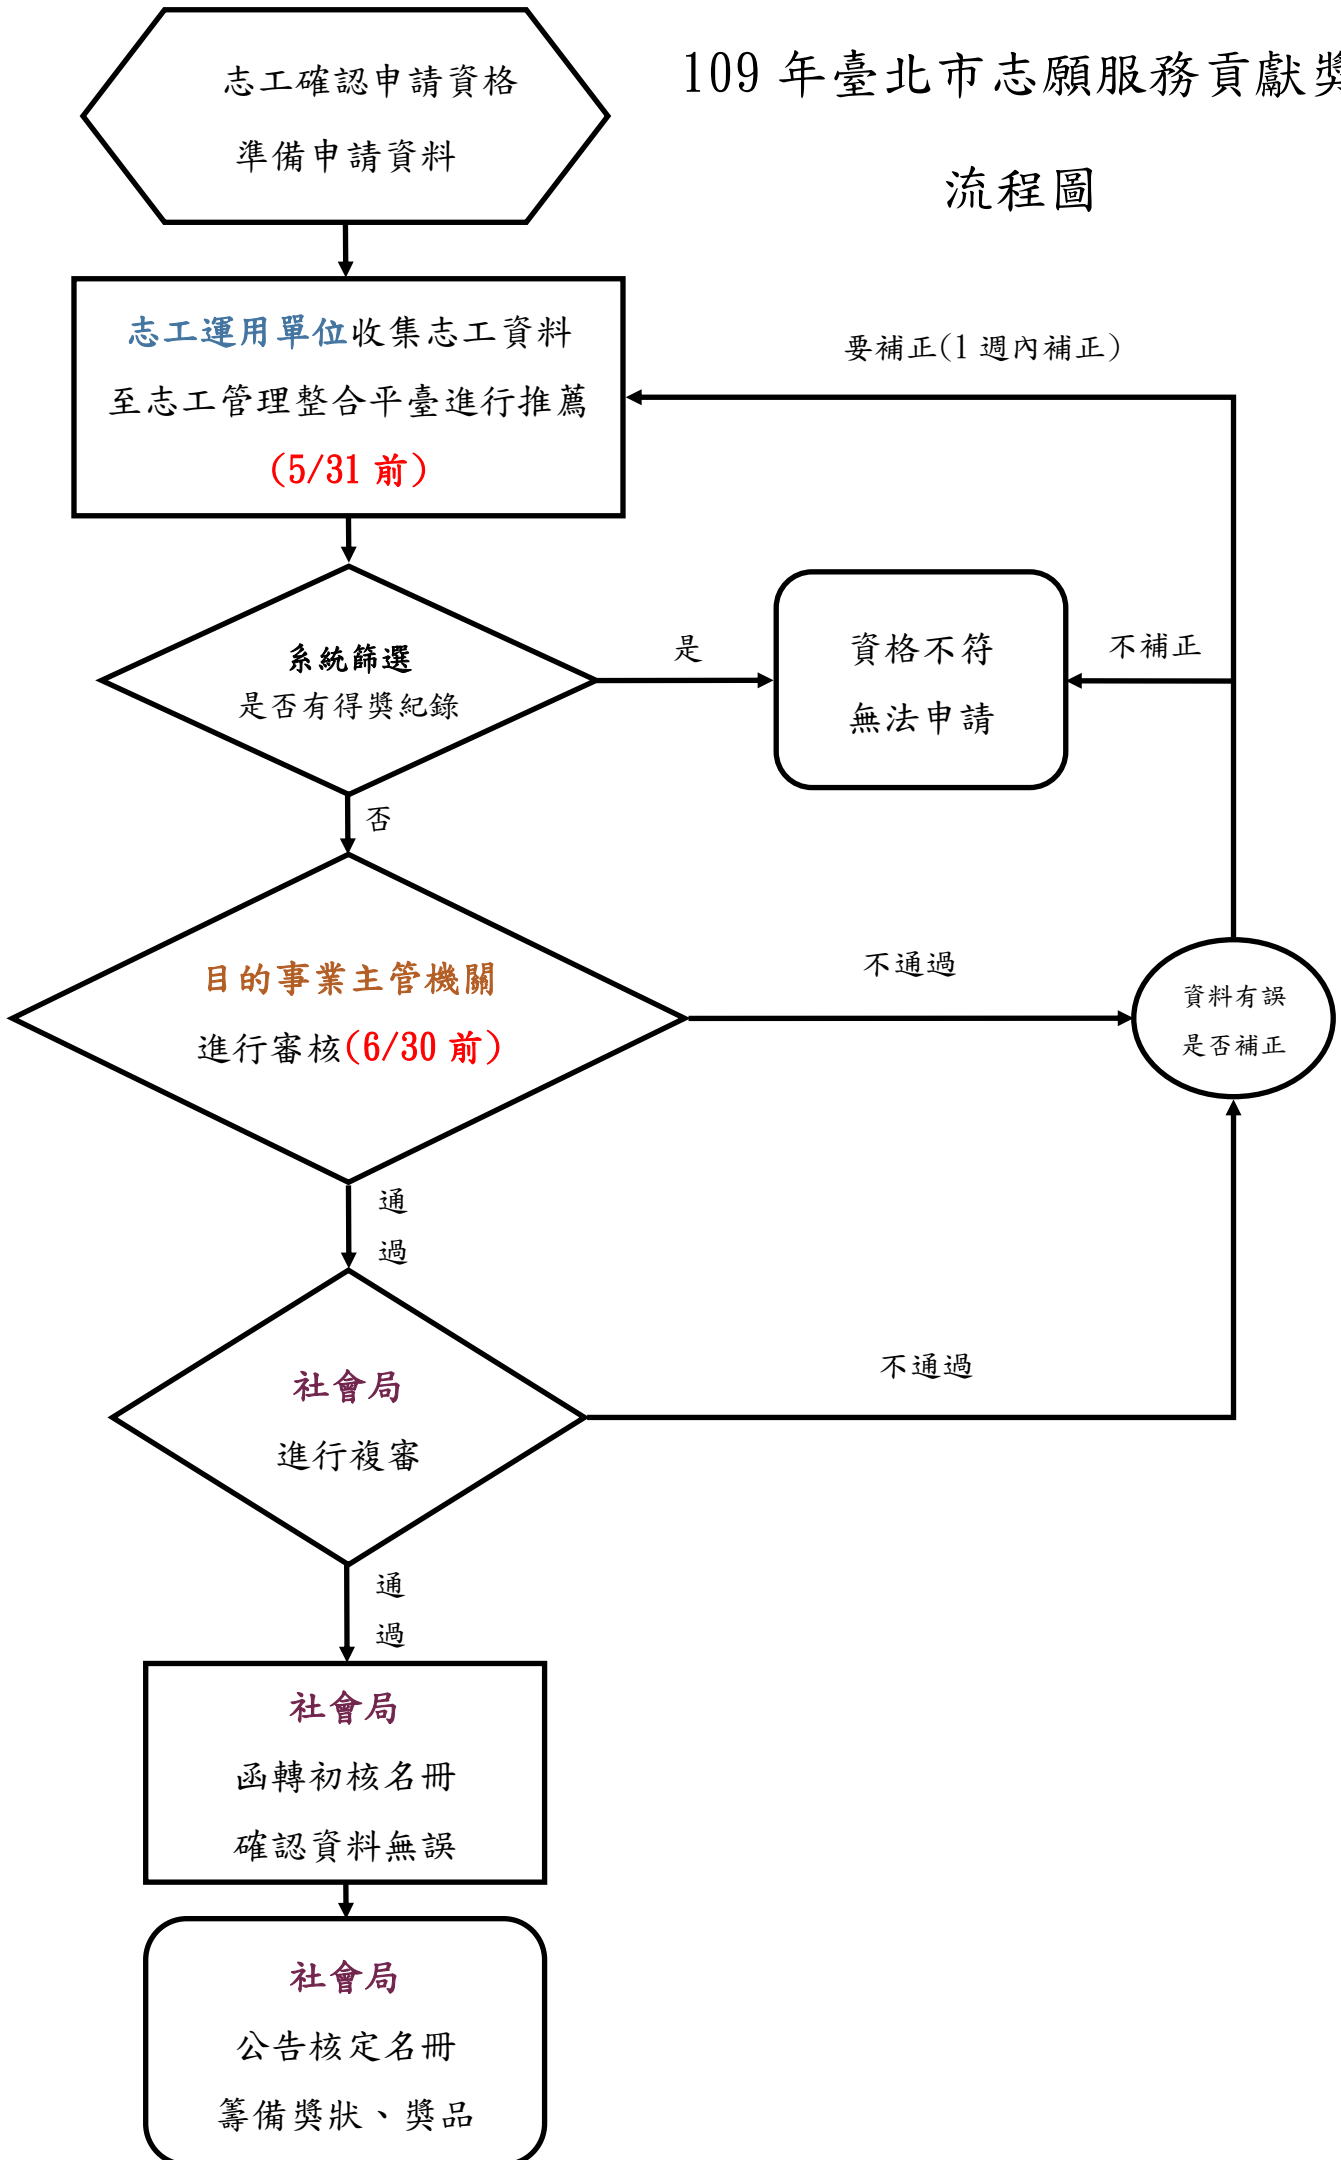 109 年臺北市志願服務貢獻獎
流程圖
志工確認申請資格
準備申請資料
志工運用單位收集志工資料
至志工管理整合平臺進行推薦
(5/31 前)
要補正(1 週內補正)
系統篩選
是否有得獎紀錄
是
資格不符
無法申請
不補正
否
目的事業主管機關
進行審核(6/30 前)
不通過
資料有誤
是否補正
通
過
社會局
進行複審
不通過
通
過
社會局
函轉初核名冊
確認資料無誤
社會局
公告核定名冊
籌備獎狀、獎品